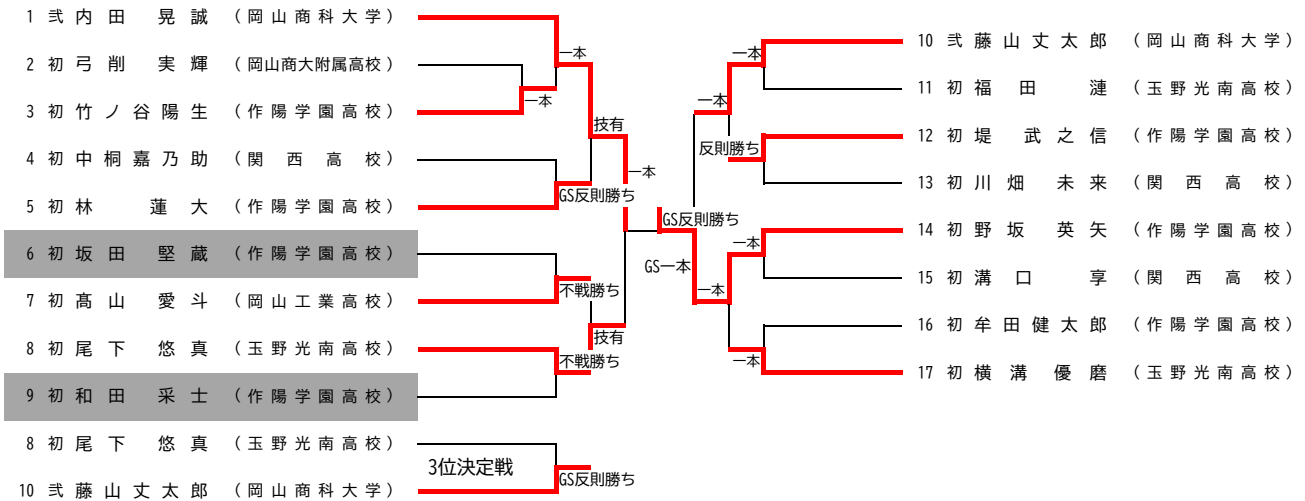 1 弐 内田 晃誠 (岡山商科大学)
2 初 弓削 実輝 (岡山商大附属高校)
3 初 竹ノ谷陽生 (作陽学園高校)
4 初 中桐嘉乃助 (関西高校)
5 初 林 蓮大 (作陽学園高校)
6 初 坂田 堅蔵 (作陽学園高校)
7 初 髙山 愛斗 (岡山工業高校)
8 初 尾下 悠真 (玉野光南高校)
9 初 和田 采士 (作陽学園高校)
8 初 尾下 悠真 (玉野光南高校)
10 弐 藤山丈太郎 (岡山商科大学)
3位決定戦
GS反則勝ち
一本
一本
技有
GS反則勝ち
一本
不戦勝ち
技有
不戦勝ち
GS反則勝ち
GS一本
一本
一本
反則勝ち
一本
一本
一本
10 弐 藤山丈太郎 (岡山商科大学)
11 初 福田 漣 (玉野光南高校)
12 初 堤 武之信 (作陽学園高校)
13 初 川畑 未来 (関西高校)
14 初 野坂 英矢 (作陽学園高校)
15 初 溝口 享 (関西高校)
16 初 牟田健太郎 (作陽学園高校)
17 初 横溝 優磨 (玉野光南高校)